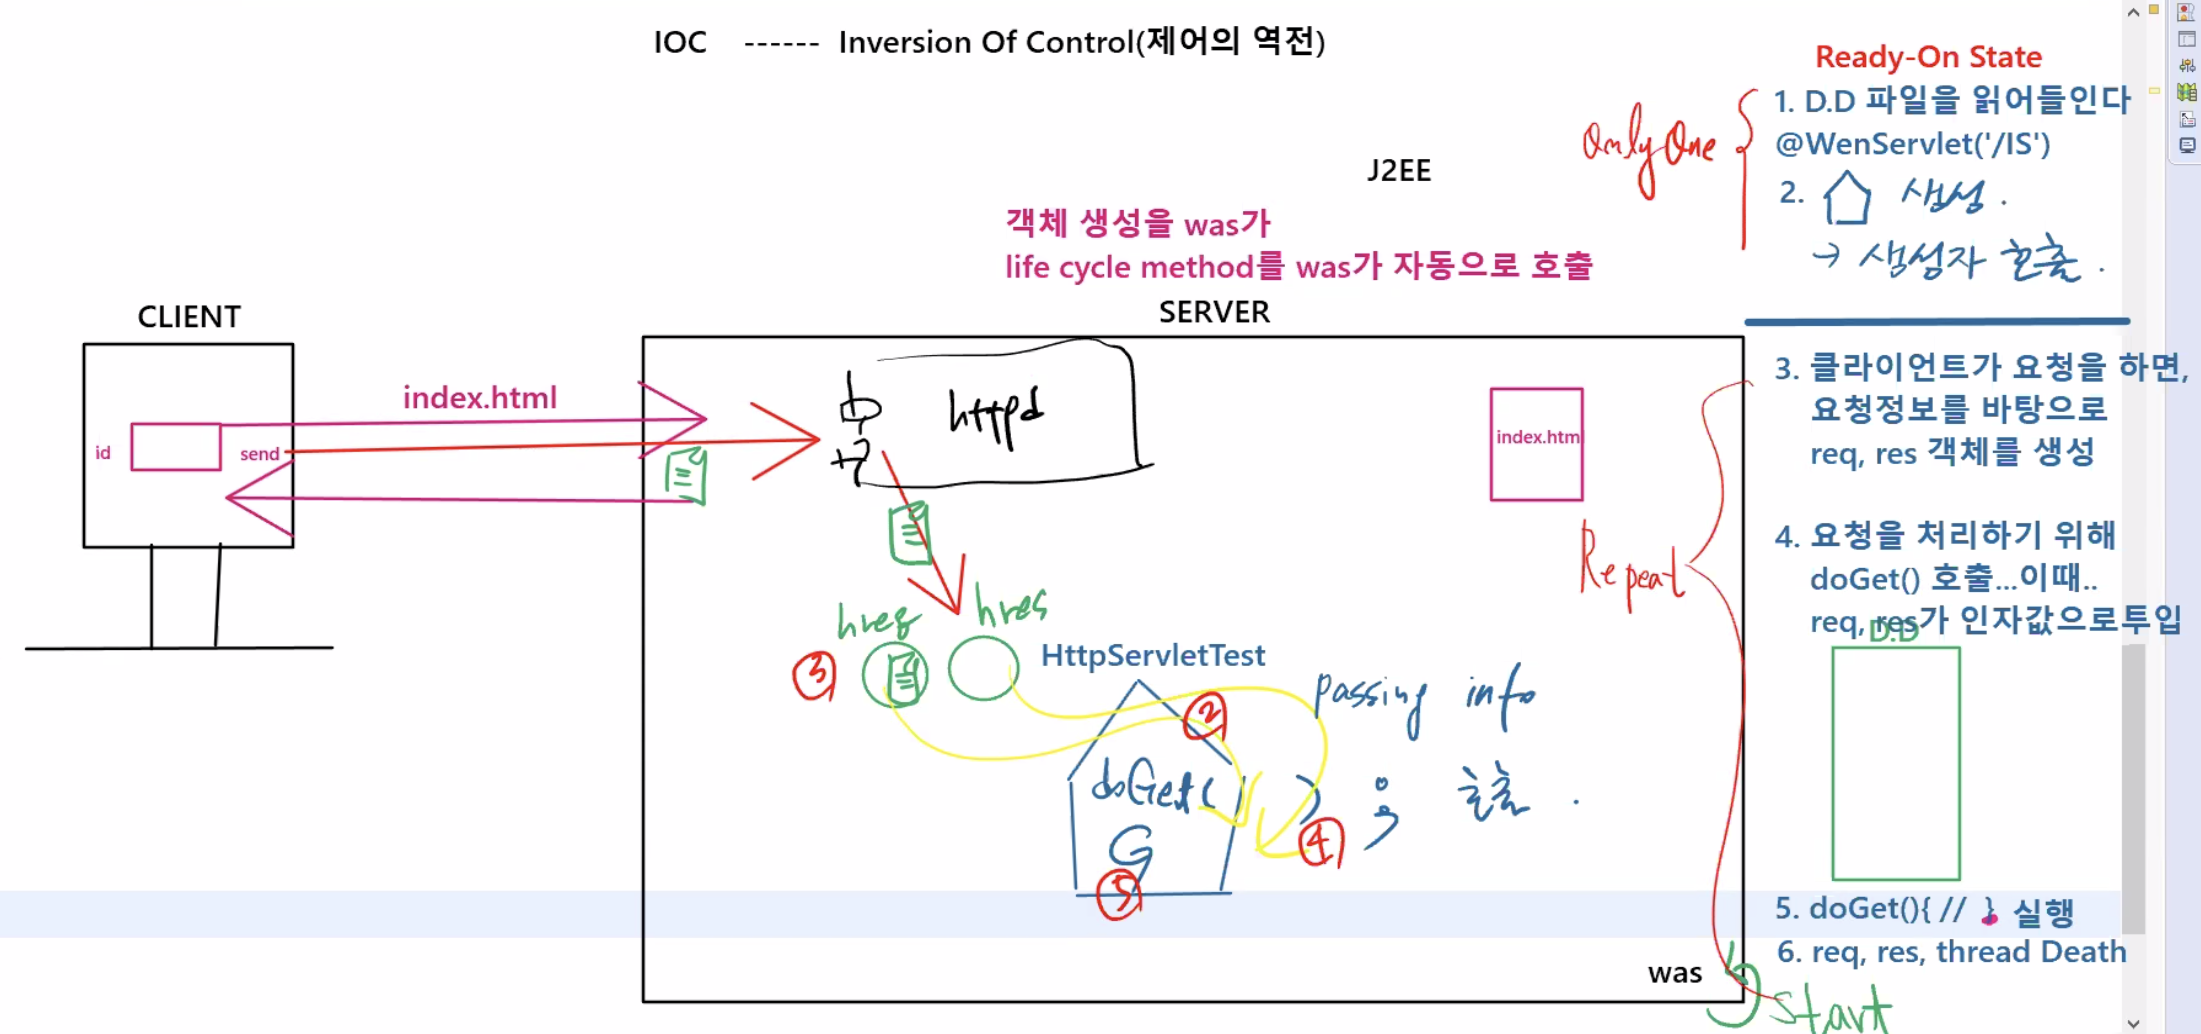 IOC ------ Inversion Of Control(제어의 역전)
J2EE
객체 생성을 was가
life cycle method를 was가 자동으로 호출
CLIENT
SERVER
index.html
id
send
httpd
index.htm
hreq
hres
③
HttpServletTest
②
passing info
doGet( ) 을 호출 .
④
G
⑤
was
Only One
Ready-On State
1. D.D 파일을 읽어들인다
@WenServlet('/IS')
2. 생성 .
→ 생성자 호출 .
Repeat
3. 클라이언트가 요청을 하면,
요청정보를 바탕으로
req, res 객체를 생성
4. 요청을 처리하기 위해
doGet() 호출...이때..
req, res가 인자값으로투입
D.D
5. doGet(){ // } 실행
6. req, res, thread Death
start